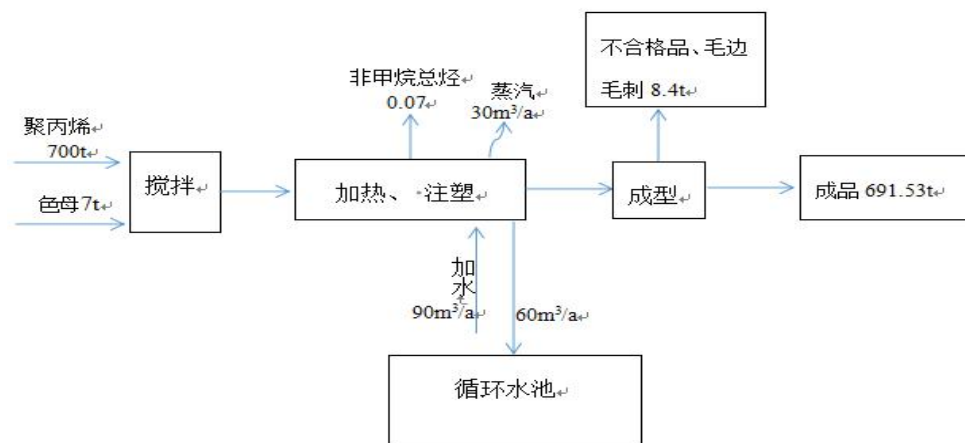 不合格品、毛边
毛刺 8.4t
非甲烷总烃
0.07
蒸汽
30m³/a
聚丙烯
700t
搅拌
加热、注塑
成型
成品 691.53t
色母7t
加
水
90m³/a
60m³/a
循环水池